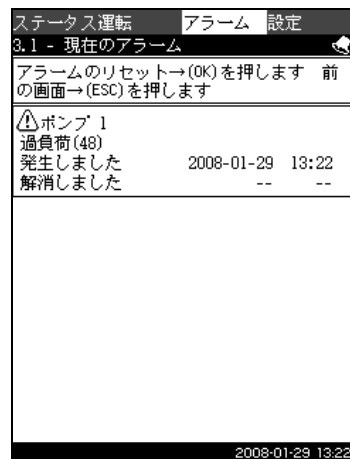 ステータス運転 アラーム 設定
3.1 - 現在のアラーム
アラームのリセット→(OK)を押します 前
の画面→(ESC)を押します
ポンプ 1
過負荷(48)
発生しました 2008-01-29 13:22
解消しました -- --
2008-01-29 13:22